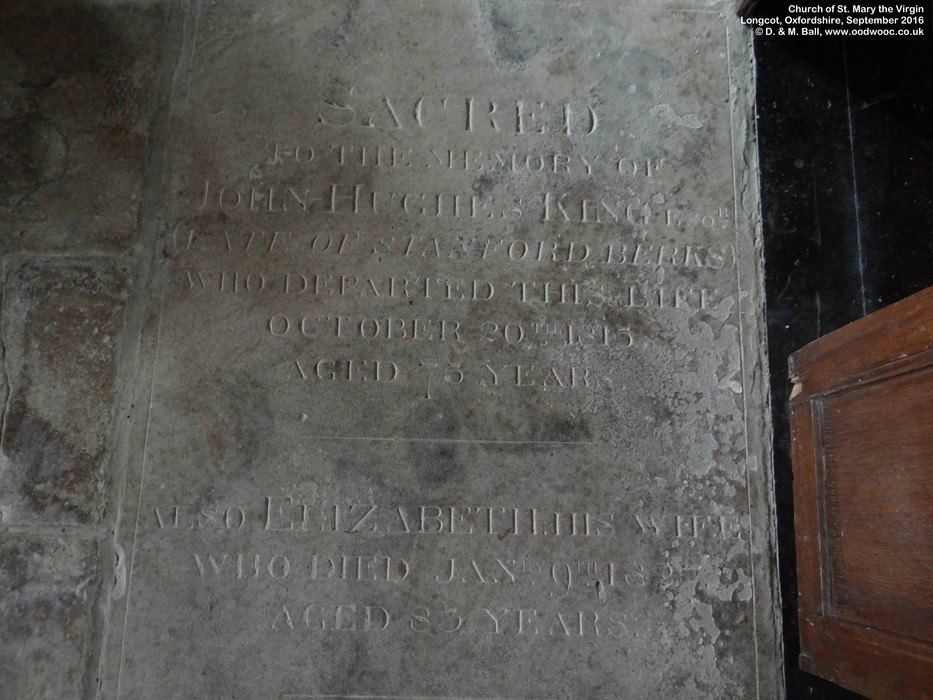 Church of St. Mary the Virgin
Longcot, Oxfordshire, September 2016
© D. & M. Ball, www.oodwooc.co.uk
SACRED
TO THE MEMORY OF
JOHN HUGHES KING ESQR.
(LATE OF STANFORD BERKS)
WHO DEPARTED THIS LIFE
OCTOBER 20TH 1815
AGED 75 YEARS
ALSO ELIZABETH HIS WIFE
WHO DIED JANRY 9TH
AGED 83 YEARS